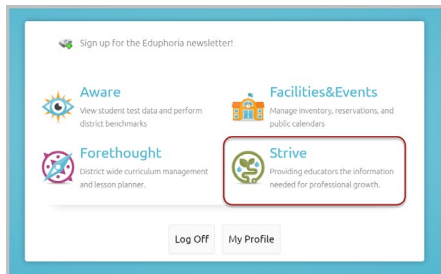 Sign up for the Eduphoria newsletter!
Aware
View student test data and perform
district benchmarks
Facilities&Events
Manage inventory, reservations, and
public calendars
Forethought
District wide curriculum management
and lesson planner.
Strive
Providing educators the information
needed for professional growth.
Log Off
My Profile